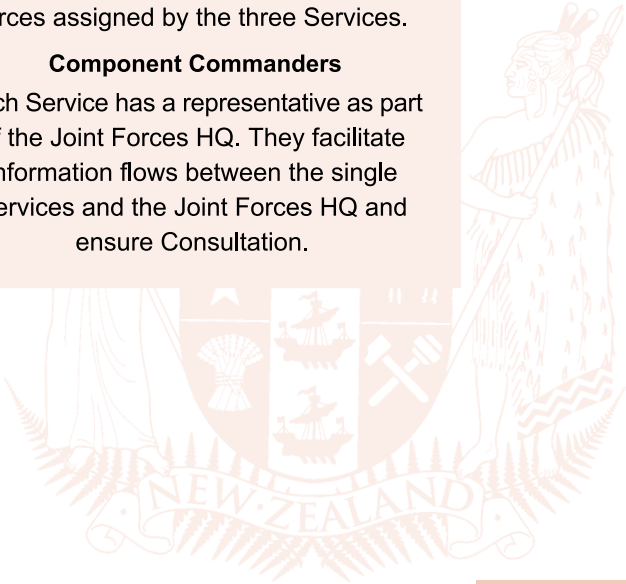 rces assigned by the three Services.
Component Commanders
ch Service has a representative as part
f the Joint Forces HQ. They facilitate
nformation flows between the single
ervices and the Joint Forces HQ and
ensure Consultation.
NEW·ZEALAND